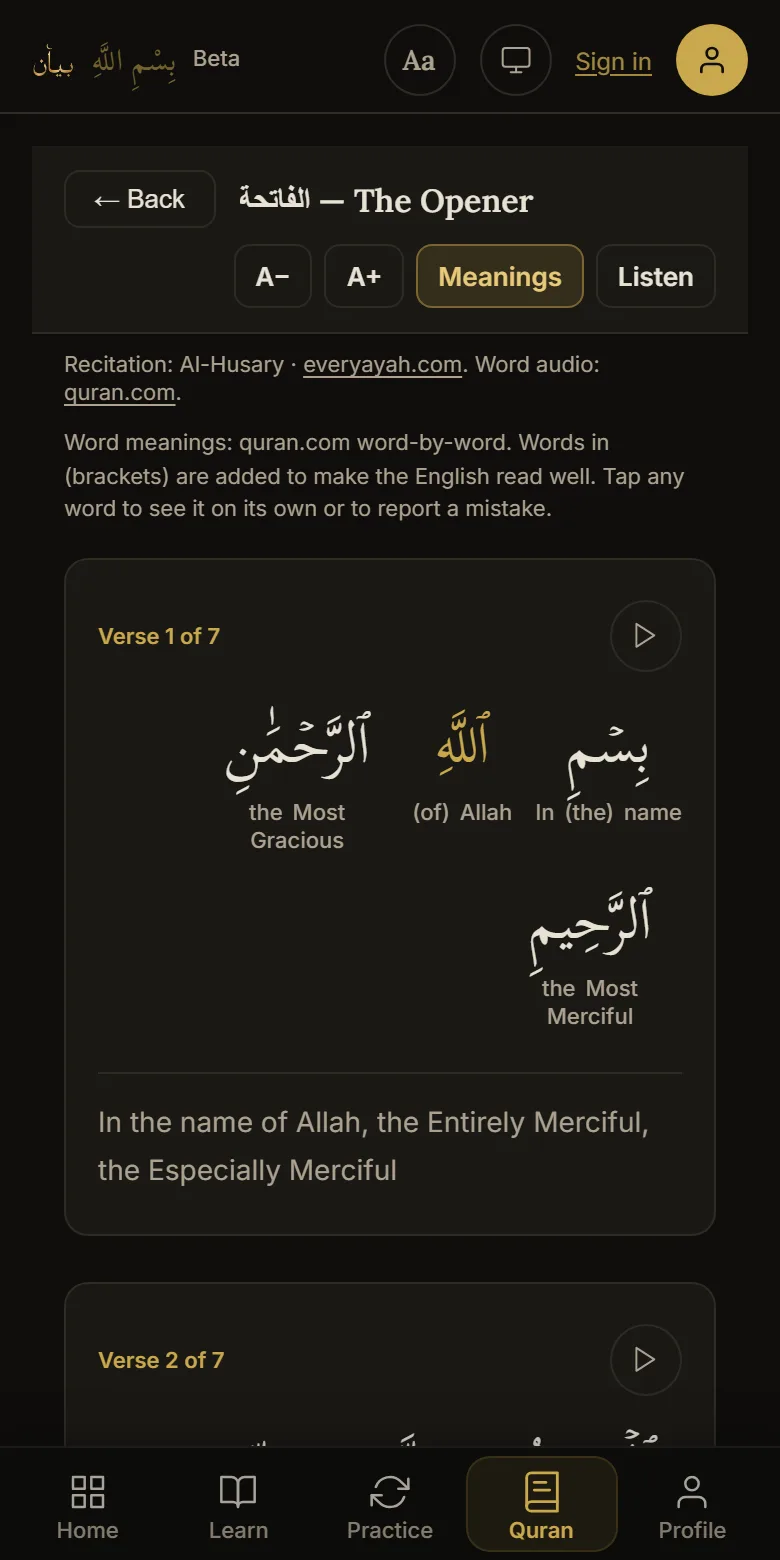 بيان بِسْمِ اللَّهِ Beta Aa Sign in
← Back الفاتحة — The Opener
A− A+ Meanings Listen
Recitation: Al-Husary · everyayah.com. Word audio:
quran.com.
Word meanings: quran.com word-by-word. Words in
(brackets) are added to make the English read well. Tap any
word to see it on its own or to report a mistake.
Verse 1 of 7
بِسۡمِ ٱللَّهِ ٱلرَّحۡمَٰنِ
In (the) name (of) Allah the Most
Gracious
ٱلرَّحِيمِ
the Most
Merciful
In the name of Allah, the Entirely Merciful,
the Especially Merciful
Verse 2 of 7
Home Learn Practice Quran Profile